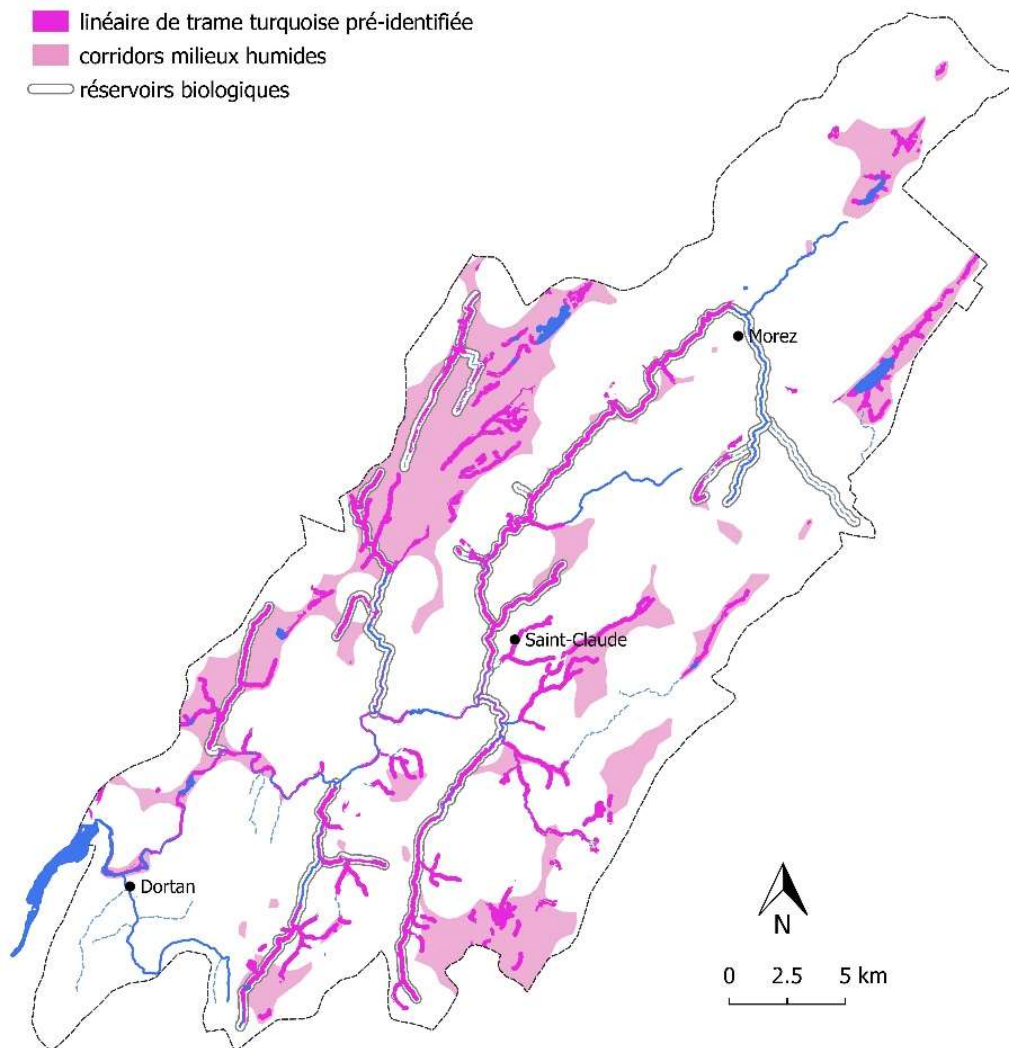 linéaire de trame turquoise pré-identifiée
corridors milieux humides
réservoirs biologiques
Morez
Saint-Claude
Dortan
N
0 2.5 5 km